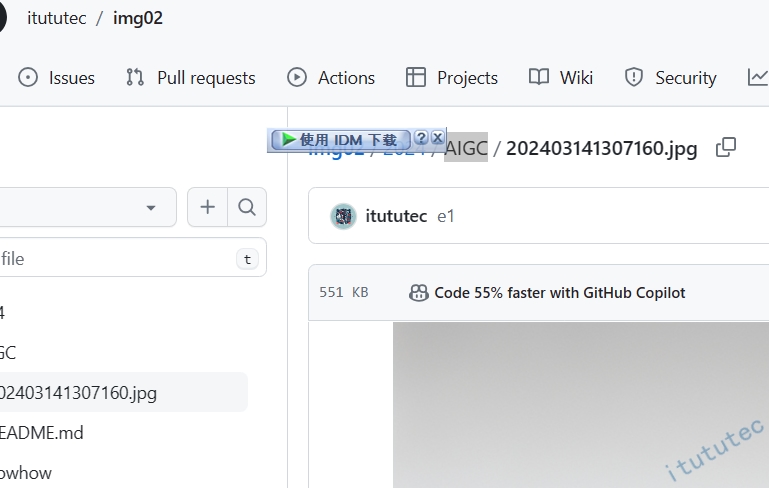 itututec / img02
Issues Pull requests Actions Projects Wiki Security
使用 IDM 下载 ? X
img02 / 2024 / AIGC / 202403141307160.jpg
itututec e1
file t
551 KB Code 55% faster with GitHub Copilot
4
GC
02403141307160.jpg
EADME.md
owhow
itututec